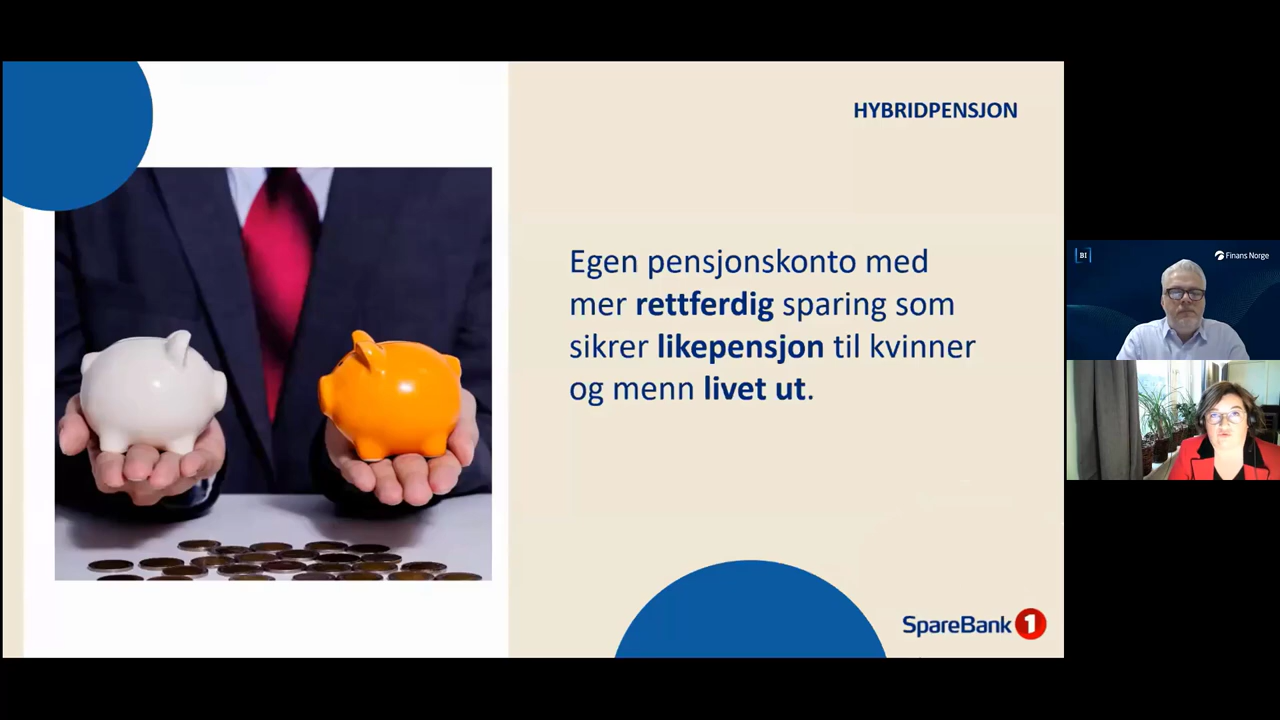 HYBRIDPENSJON
Egen pensjonskonto med
mer rettferdig sparing som
sikrer likepensjon til kvinner
og menn livet ut.
SpareBank 1
BI
Finans Norge